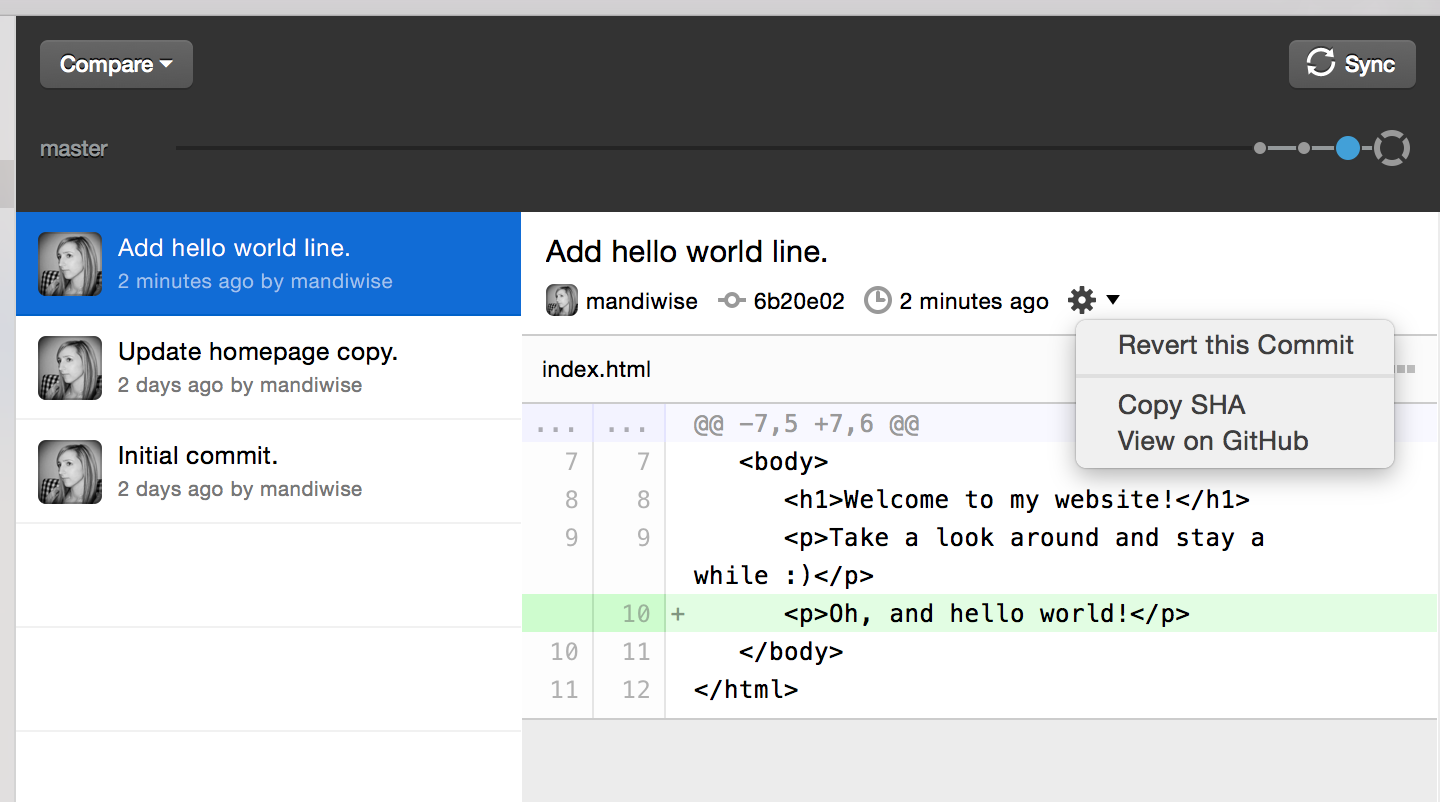 Compare
Sync
master
Add hello world line.
2 minutes ago by mandiwise
Update homepage copy.
2 days ago by mandiwise
Initial commit.
2 days ago by mandiwise
Add hello world line.
mandiwise 6b20e02 2 minutes ago
Revert this Commit
Copy SHA
View on GitHub
index.html
... ... @@ -7,5 +7,6 @@
7 7 <body>
8 8 <h1>Welcome to my website!</h1>
9 9 <p>Take a look around and stay a
while :)</p>
10 + <p>Oh, and hello world!</p>
10 11 </body>
11 12 </html>